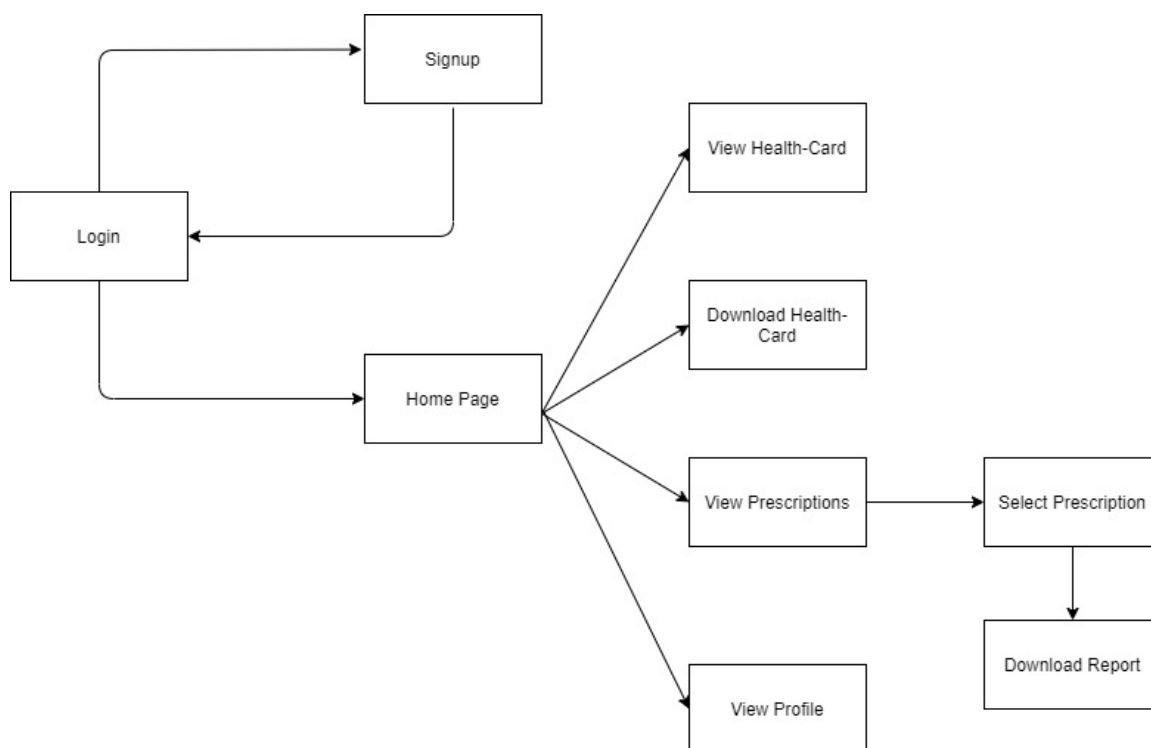 Signup
View Health-Card
Login
Download Health-
Card
Home Page
View Prescriptions
Select Prescription
Download Report
View Profile